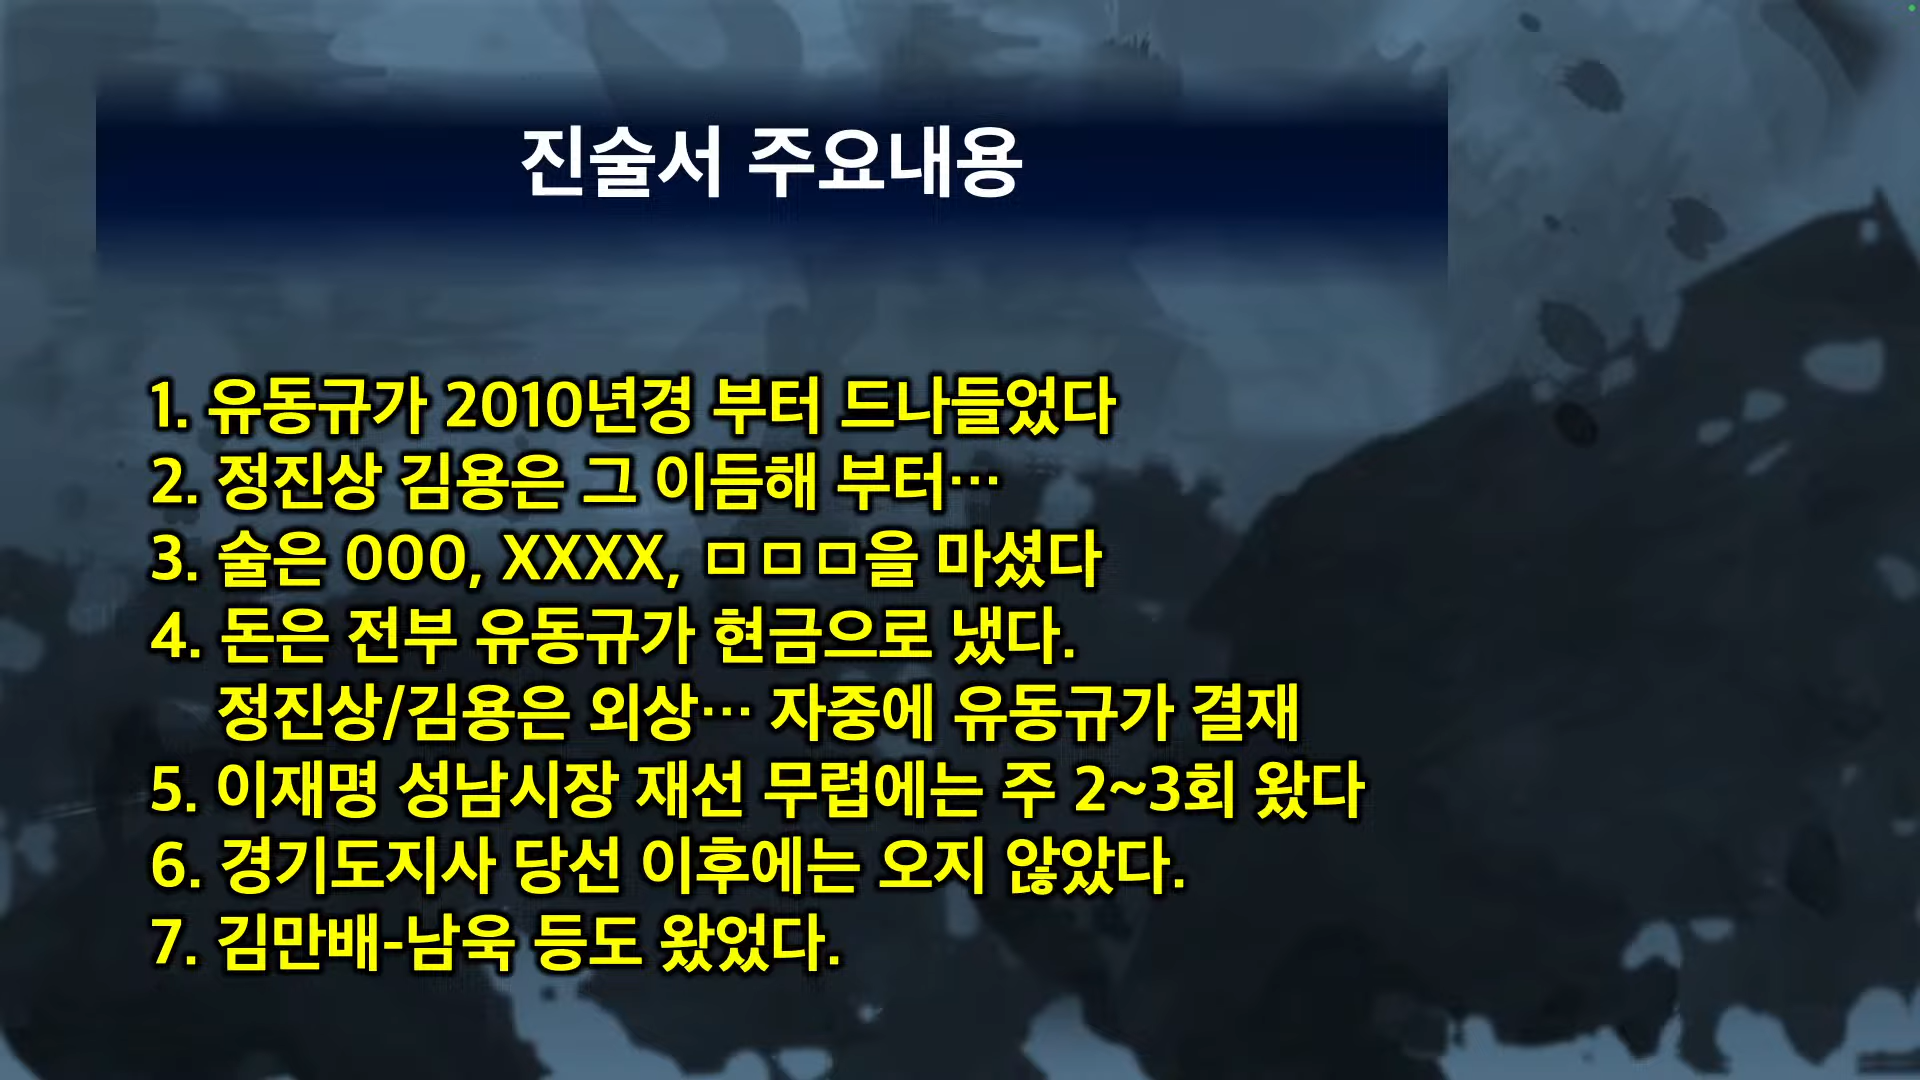 진술서 주요내용
1. 유동규가 2010년경 부터 드나들었다
2. 정진상 김용은 그 이듬해 부터…
3. 술은 OOO, XXXX, ㅁㅁㅁ을 마셨다
4. 돈은 전부 유동규가 현금으로 냈다.
정진상/김용은 외상… 자중에 유동규가 결재
5. 이재명 성남시장 재선 무렵에는 주 2~3회 왔다
6. 경기도지사 당선 이후에는 오지 않았다.
7. 김만배-남욱 등도 왔었다.